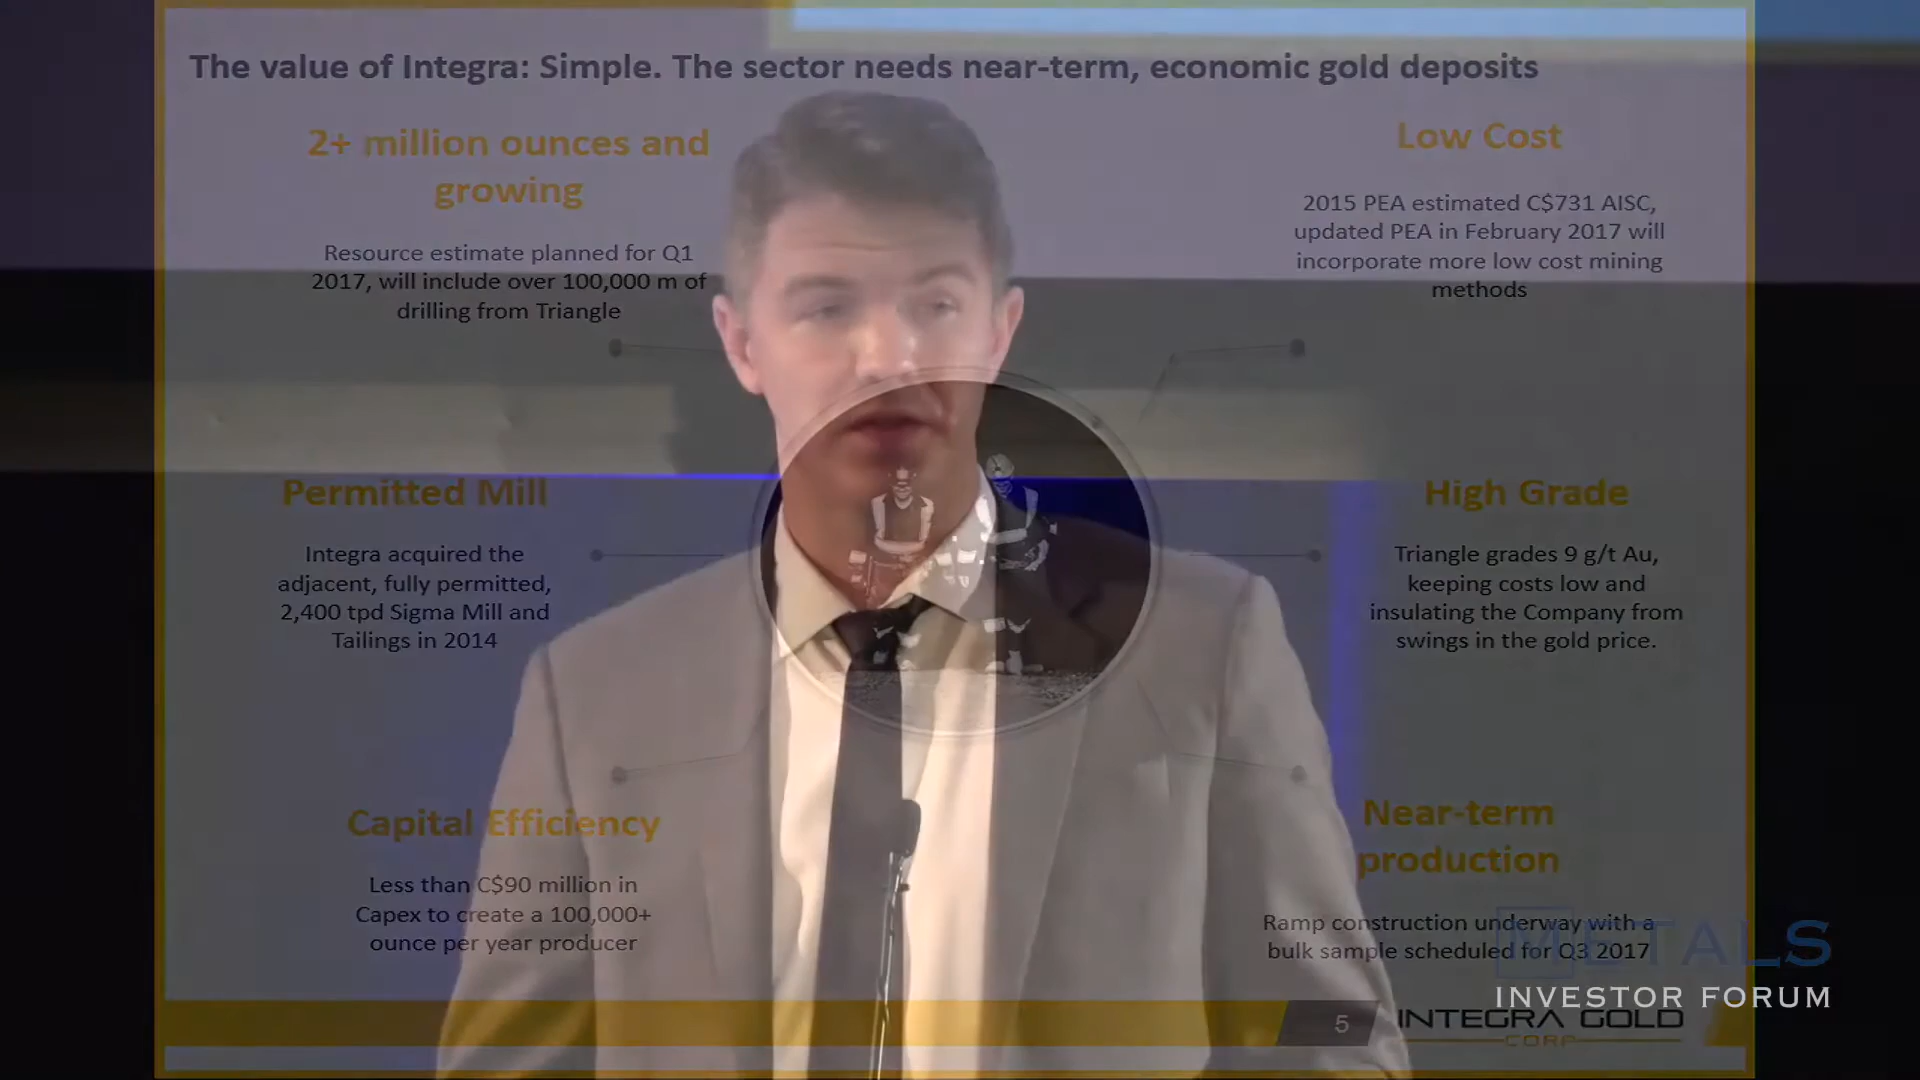 The value of Integra: Simple. The sector needs near-term, economic gold deposits
2+ million ounces and
growing
Resource estimate planned for Q1
2017, will include over 100,000 m of
drilling from Triangle
Low Cost
2015 PEA estimated C$731 AISC,
updated PEA in February 2017 will
incorporate more low cost mining
methods
Permitted Mill
Integra acquired the
adjacent, fully permitted,
2,400 tpd Sigma Mill and
Tailings in 2014
High Grade
Triangle grades 9 g/t Au,
keeping costs low and
insulating the Company from
swings in the gold price.
Capital Efficiency
Less than C$90 million in
Capex to create a 100,000+
ounce per year producer
Near-term
production
Ramp construction underway with a
bulk sample scheduled for Q3 2017
METALS
INVESTOR FORUM
5
INTEGRA GOLD
CORP